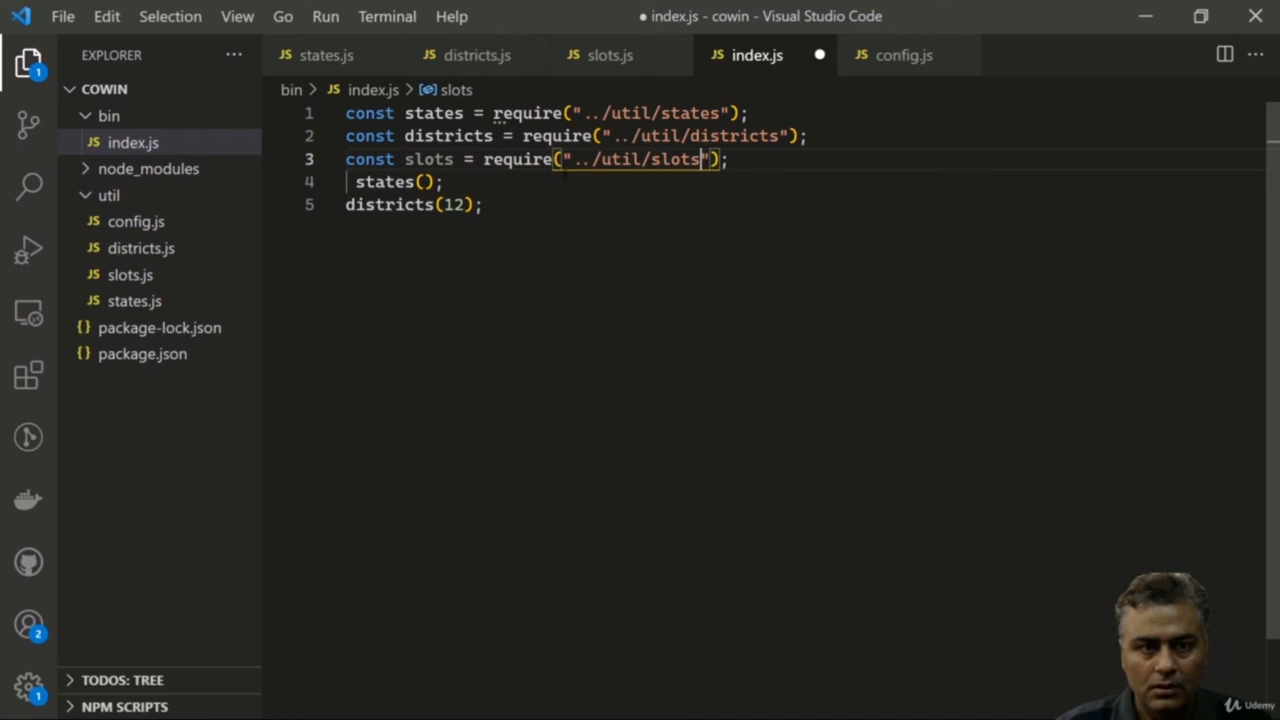 File Edit Selection View Go Run Terminal Help
● index.js - cowin - Visual Studio Code
EXPLORER
JS states.js
JS districts.js
JS slots.js
JS index.js
JS config.js
1
COWIN
bin
JS index.js
node_modules
util
JS config.js
JS districts.js
JS slots.js
JS states.js
{} package-lock.json
{} package.json
TODOS: TREE
NPM SCRIPTS
2
1
bin > JS index.js > slots
1 const states = require("../util/states");
2 const districts = require("../util/districts");
3 const slots = require("../util/slots");
4 states();
5 districts(12);
Udemy